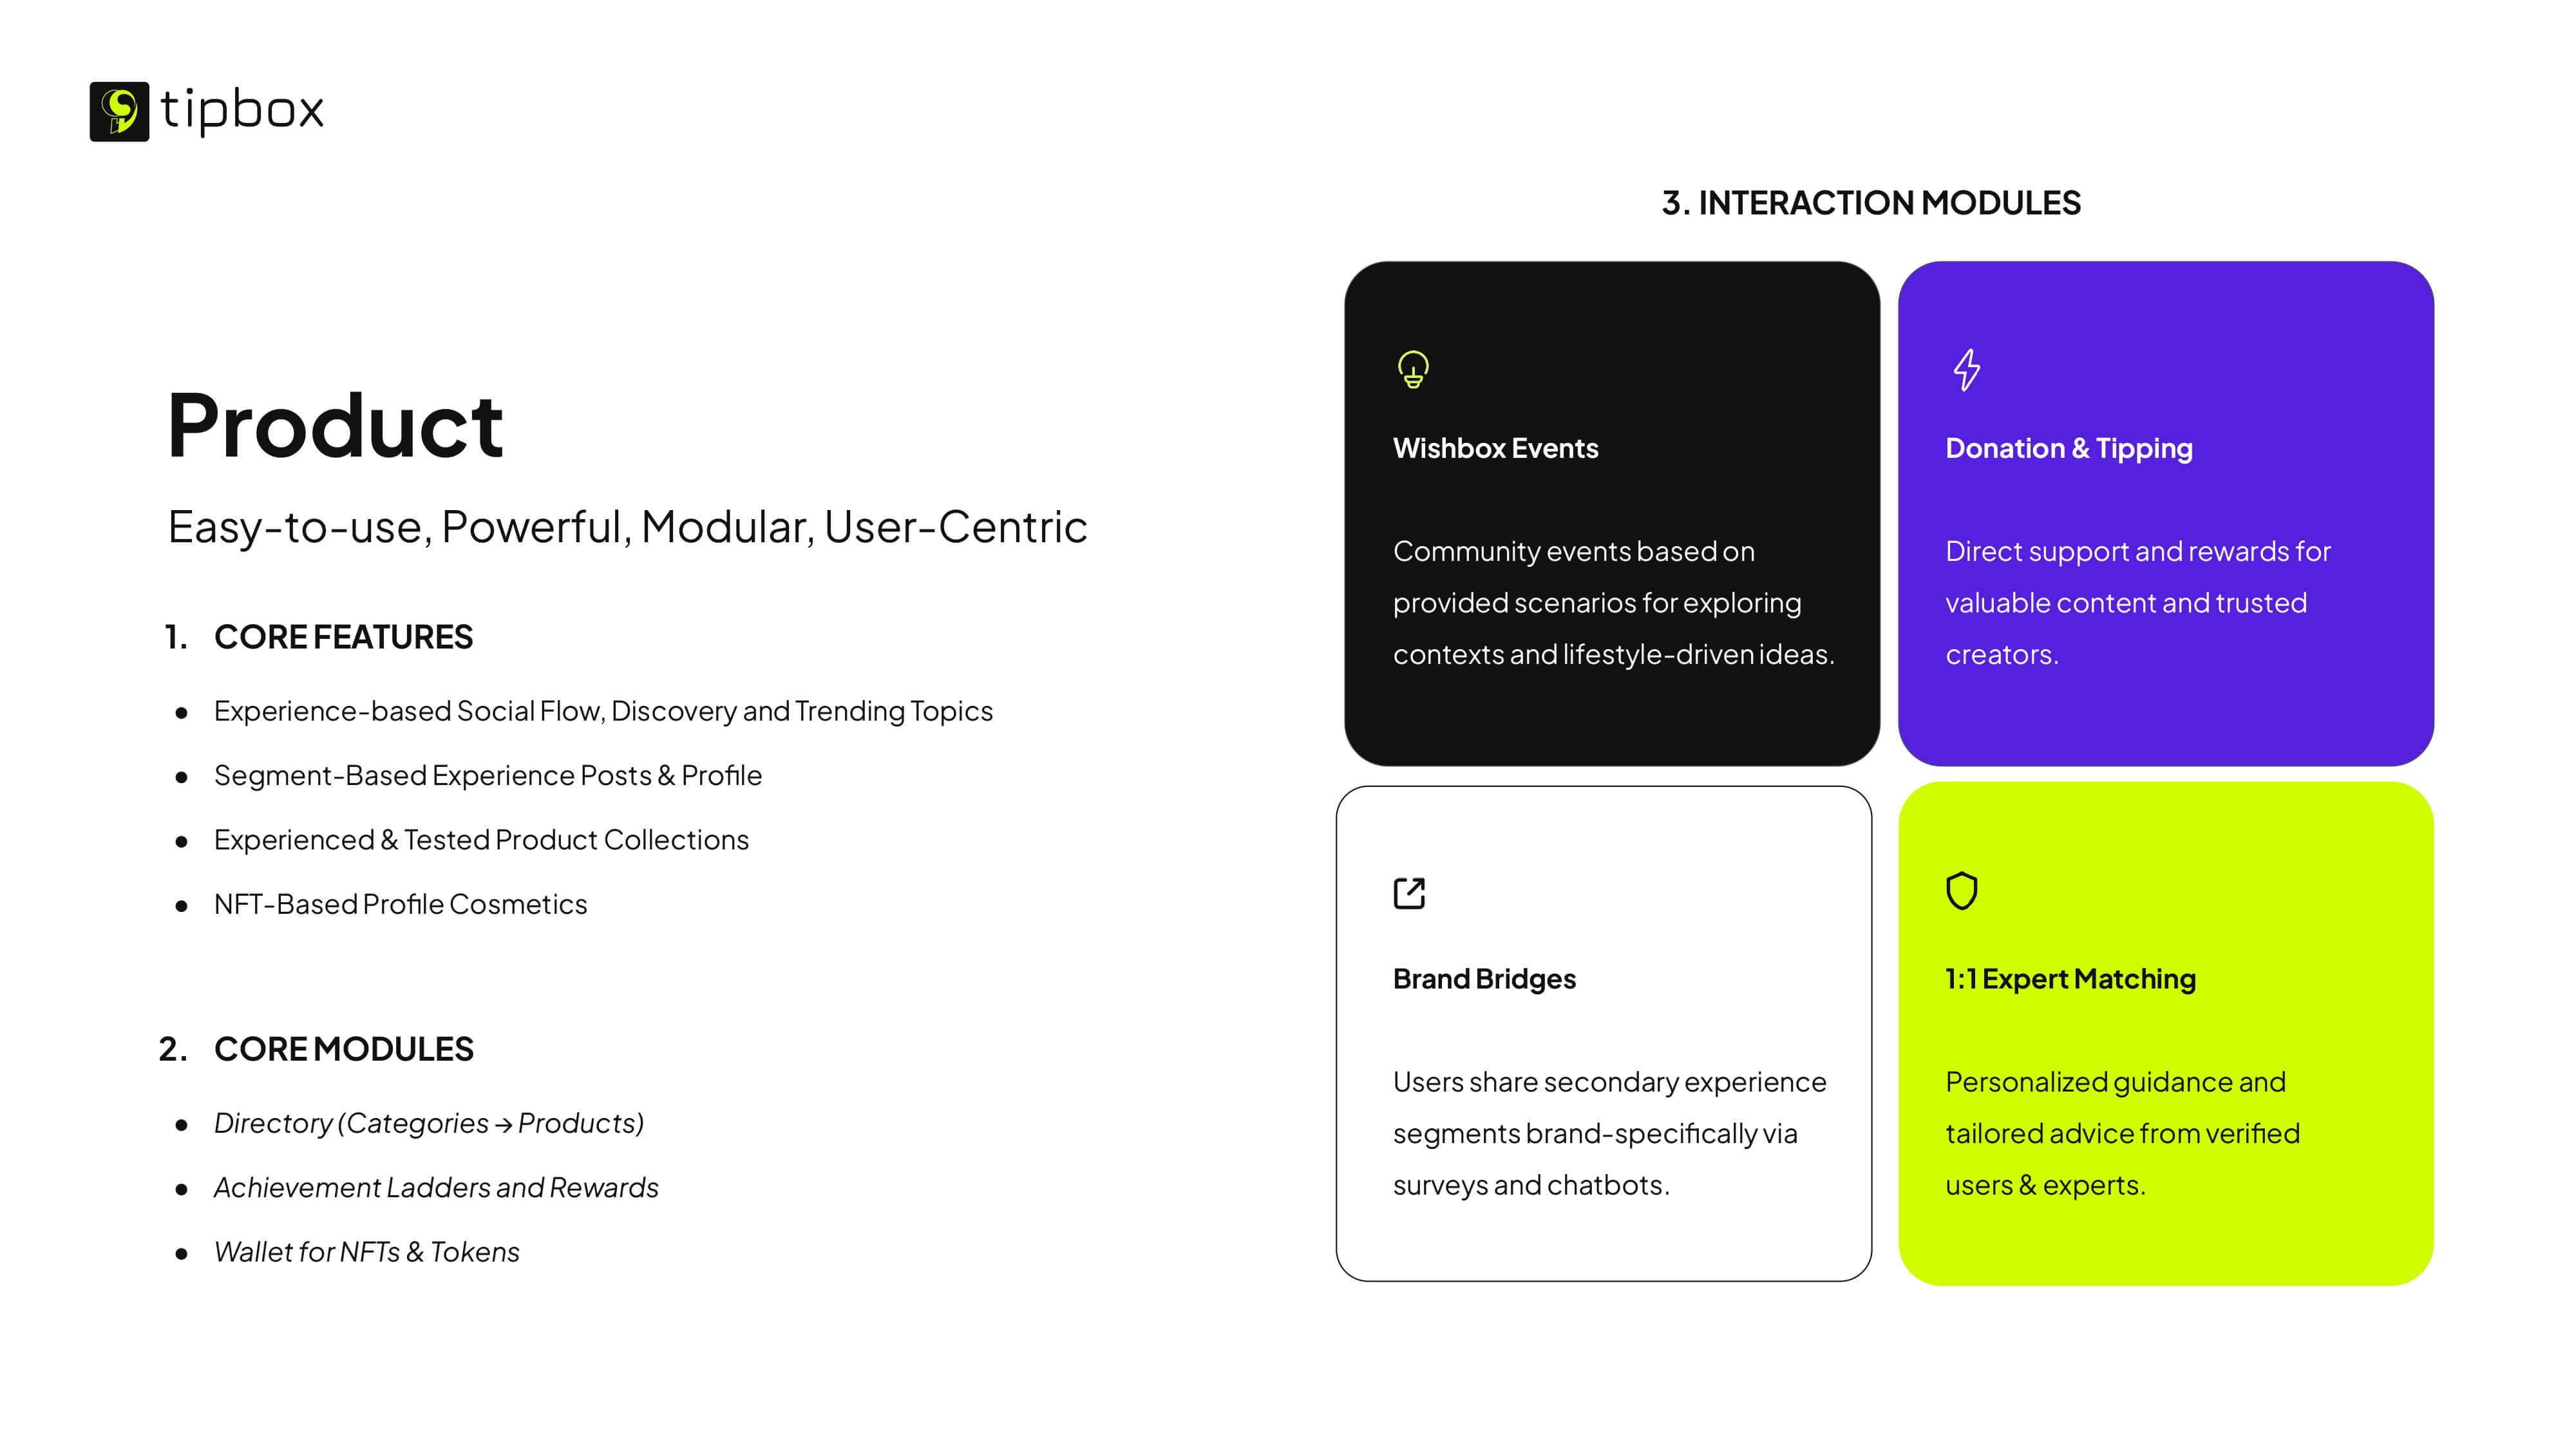 tipbox
Product
Easy-to-use, Powerful, Modular, User-Centric
1. CORE FEATURES
● Experience-based Social Flow, Discovery and Trending Topics
● Segment-Based Experience Posts & Profile
● Experienced & Tested Product Collections
● NFT-Based Profile Cosmetics
2. CORE MODULES
● Directory (Categories → Products)
● Achievement Ladders and Rewards
● Wallet for NFTs & Tokens
3. INTERACTION MODULES
Wishbox Events
Community events based on
provided scenarios for exploring
contexts and lifestyle-driven ideas.
Donation & Tipping
Direct support and rewards for
valuable content and trusted
creators.
Brand Bridges
Users share secondary experience
segments brand-specifically via
surveys and chatbots.
1:1 Expert Matching
Personalized guidance and
tailored advice from verified
users & experts.